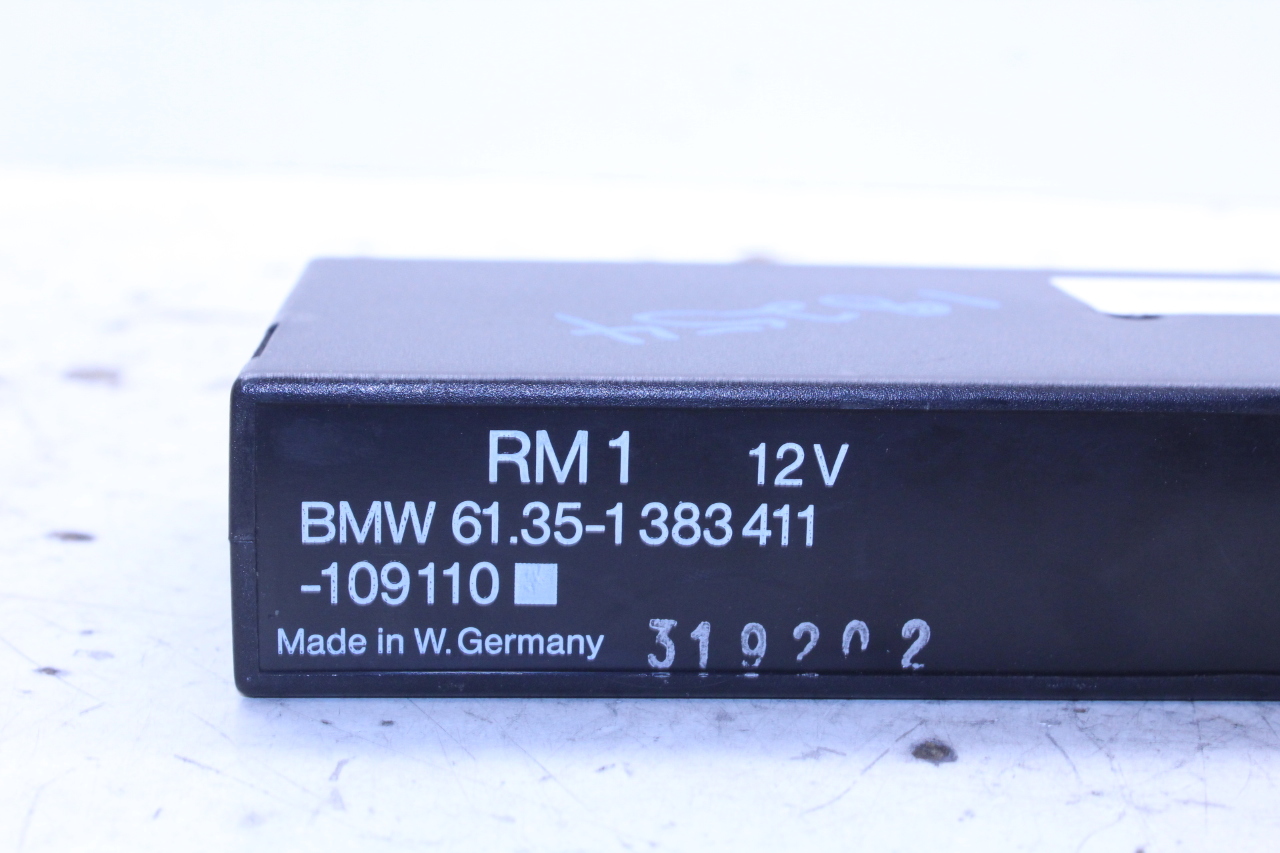 RM 1 12V
BMW 61.35-1 383 411
-109110
Made in W. Germany 319202